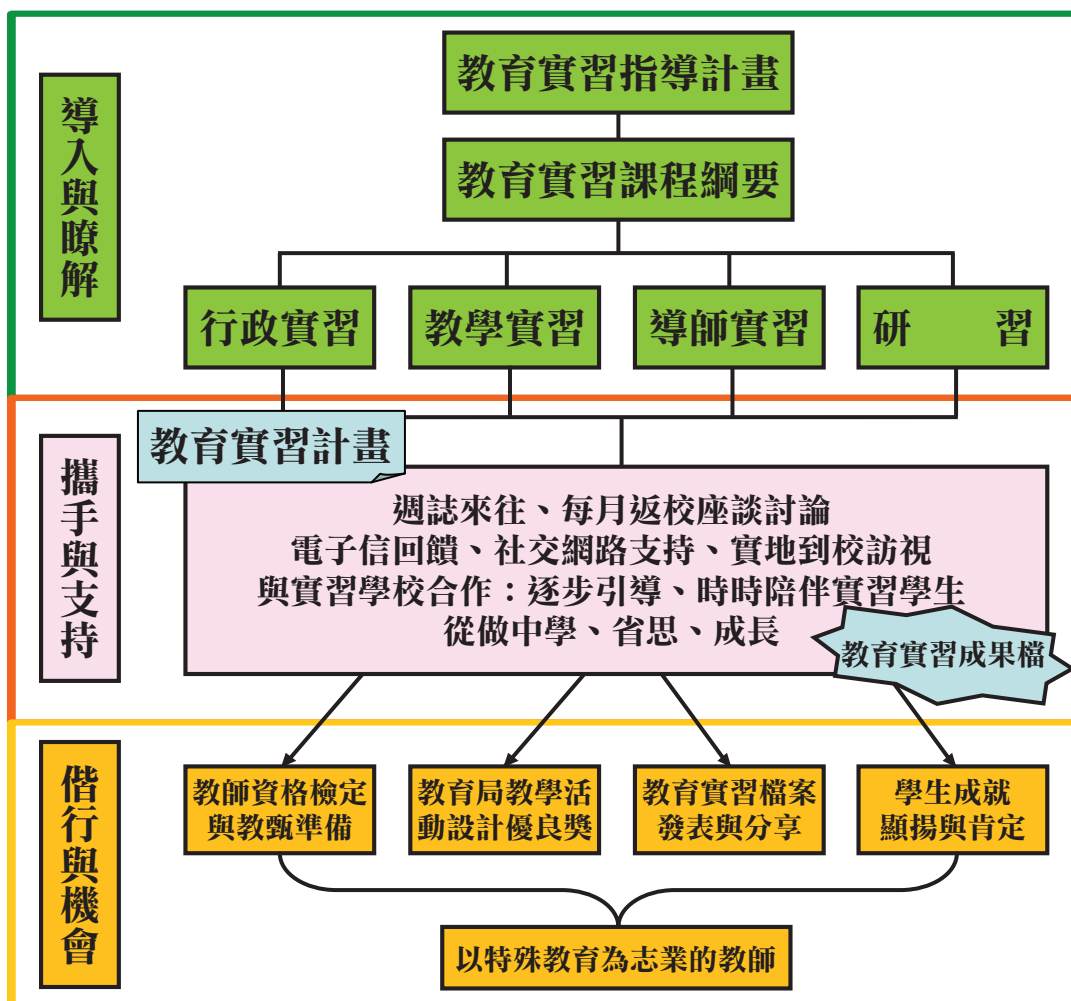 導入與瞭解
教育實習指導計畫
教育實習課程綱要
行政實習
教學實習
導師實習
研習
攜手與支持
教育實習計畫
週誌來往、每月返校座談討論
電子信回饋、社交網路支持、實地到校訪視
與實習學校合作：逐步引導、時時陪伴實習學生
從做中學、省思、成長
教育實習成果檔
偕行與機會
教師資格檢定
與教甄準備
教育局教學活
動設計優良獎
教育實習檔案
發表與分享
學生成就
顯揚與肯定
以特殊教育為志業的教師